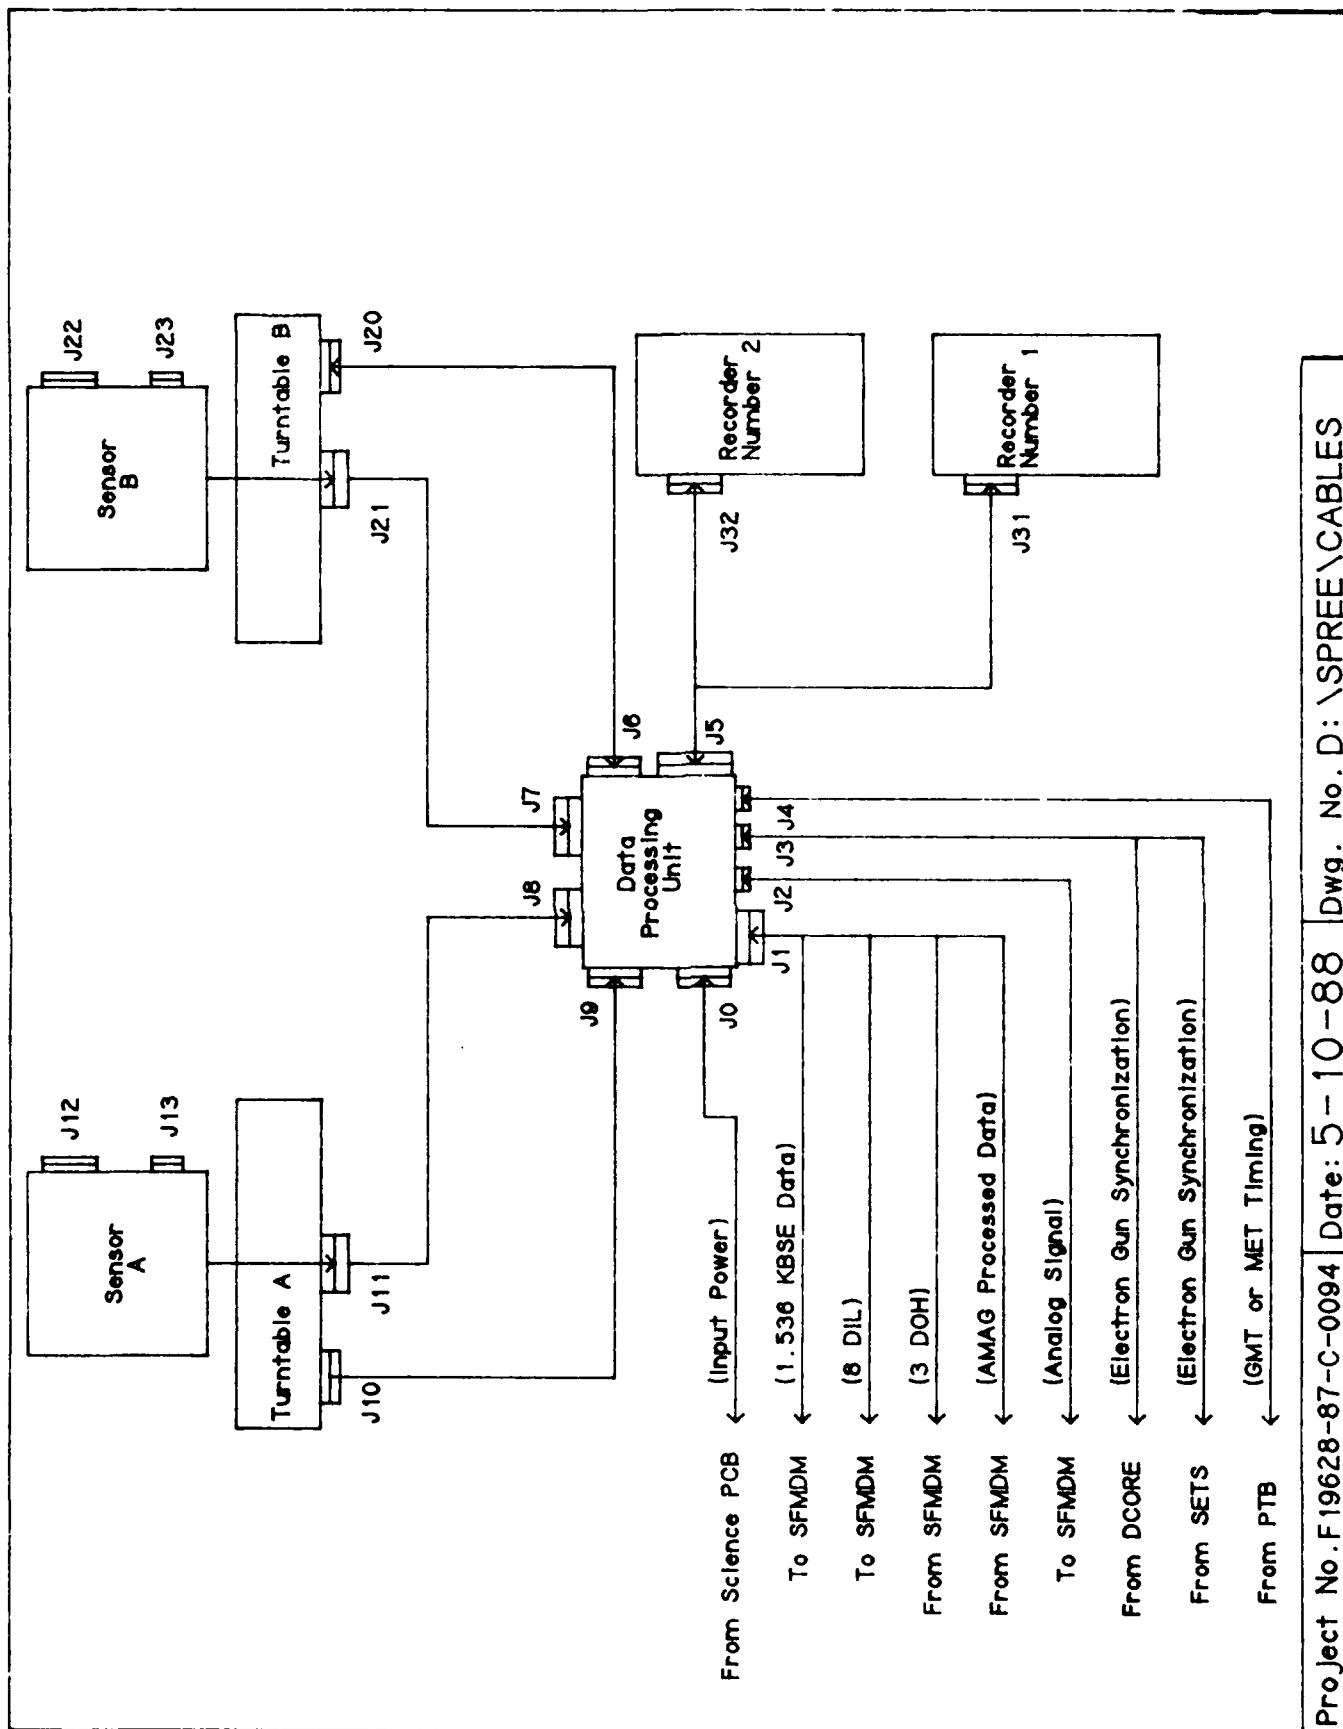 J12
J13
Sensor
A
Turntable A
J10
J11
J22
J23
Sensor
B
Turntable B
J21
J20
J9
J8
J7
J6
Data
Processing
Unit
J0
J1
J2
J3
J4
J5
J32
Recorder
Number 2
J31
Recorder
Number 1
From Science PCB (Input Power)
To SFMDM (1.536 KBSE Data)
To SFMDM (8 DIL)
From SFMDM (3 DOH)
From SFMDM (AMAG Processed Data)
To SFMDM (Analog Signal)
From DCORE (Electron Gun Synchronization)
From SETS (Electron Gun Synchronization)
From PTB (GMT or MET Timing)
Project No.F19628-87-C-0094 Date: 5-10-88 Dwg. No. D:\SPREE\CABLES